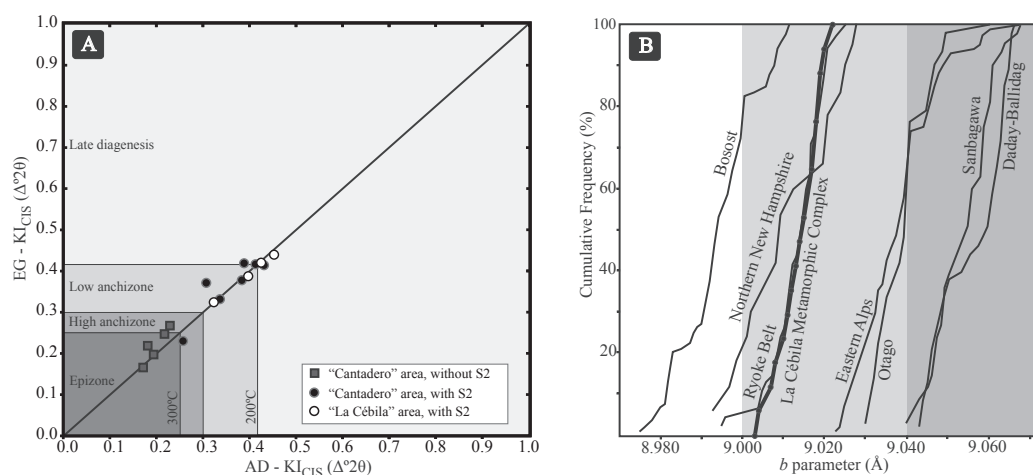 A
1.0
0.9
0.8
0.7
0.6
0.5
0.4
0.3
0.2
0.1
0.0
EG - KI_CIS (Δ°2θ)
Late diagenesis
Low anchizone
High anchizone
Epizone
300ºC
200ºC
"Cantadero" area, without S2
"Cantadero" area, with S2
"La Cébila" area, with S2
0.0 0.1 0.2 0.3 0.4 0.5 0.6 0.7 0.8 0.9 1.0
AD - KI_CIS (Δ°2θ)
B
100
80
60
40
20
Cumulative Frequency (%)
Bosost
Northern New Hampshire
Ryoke Belt
La Cébila Metamorphic Complex
Eastern Alps
Otago
Sanbagawa
Daday-Ballidag
8.980 9.000 9.020 9.040 9.060
b parameter (Å)